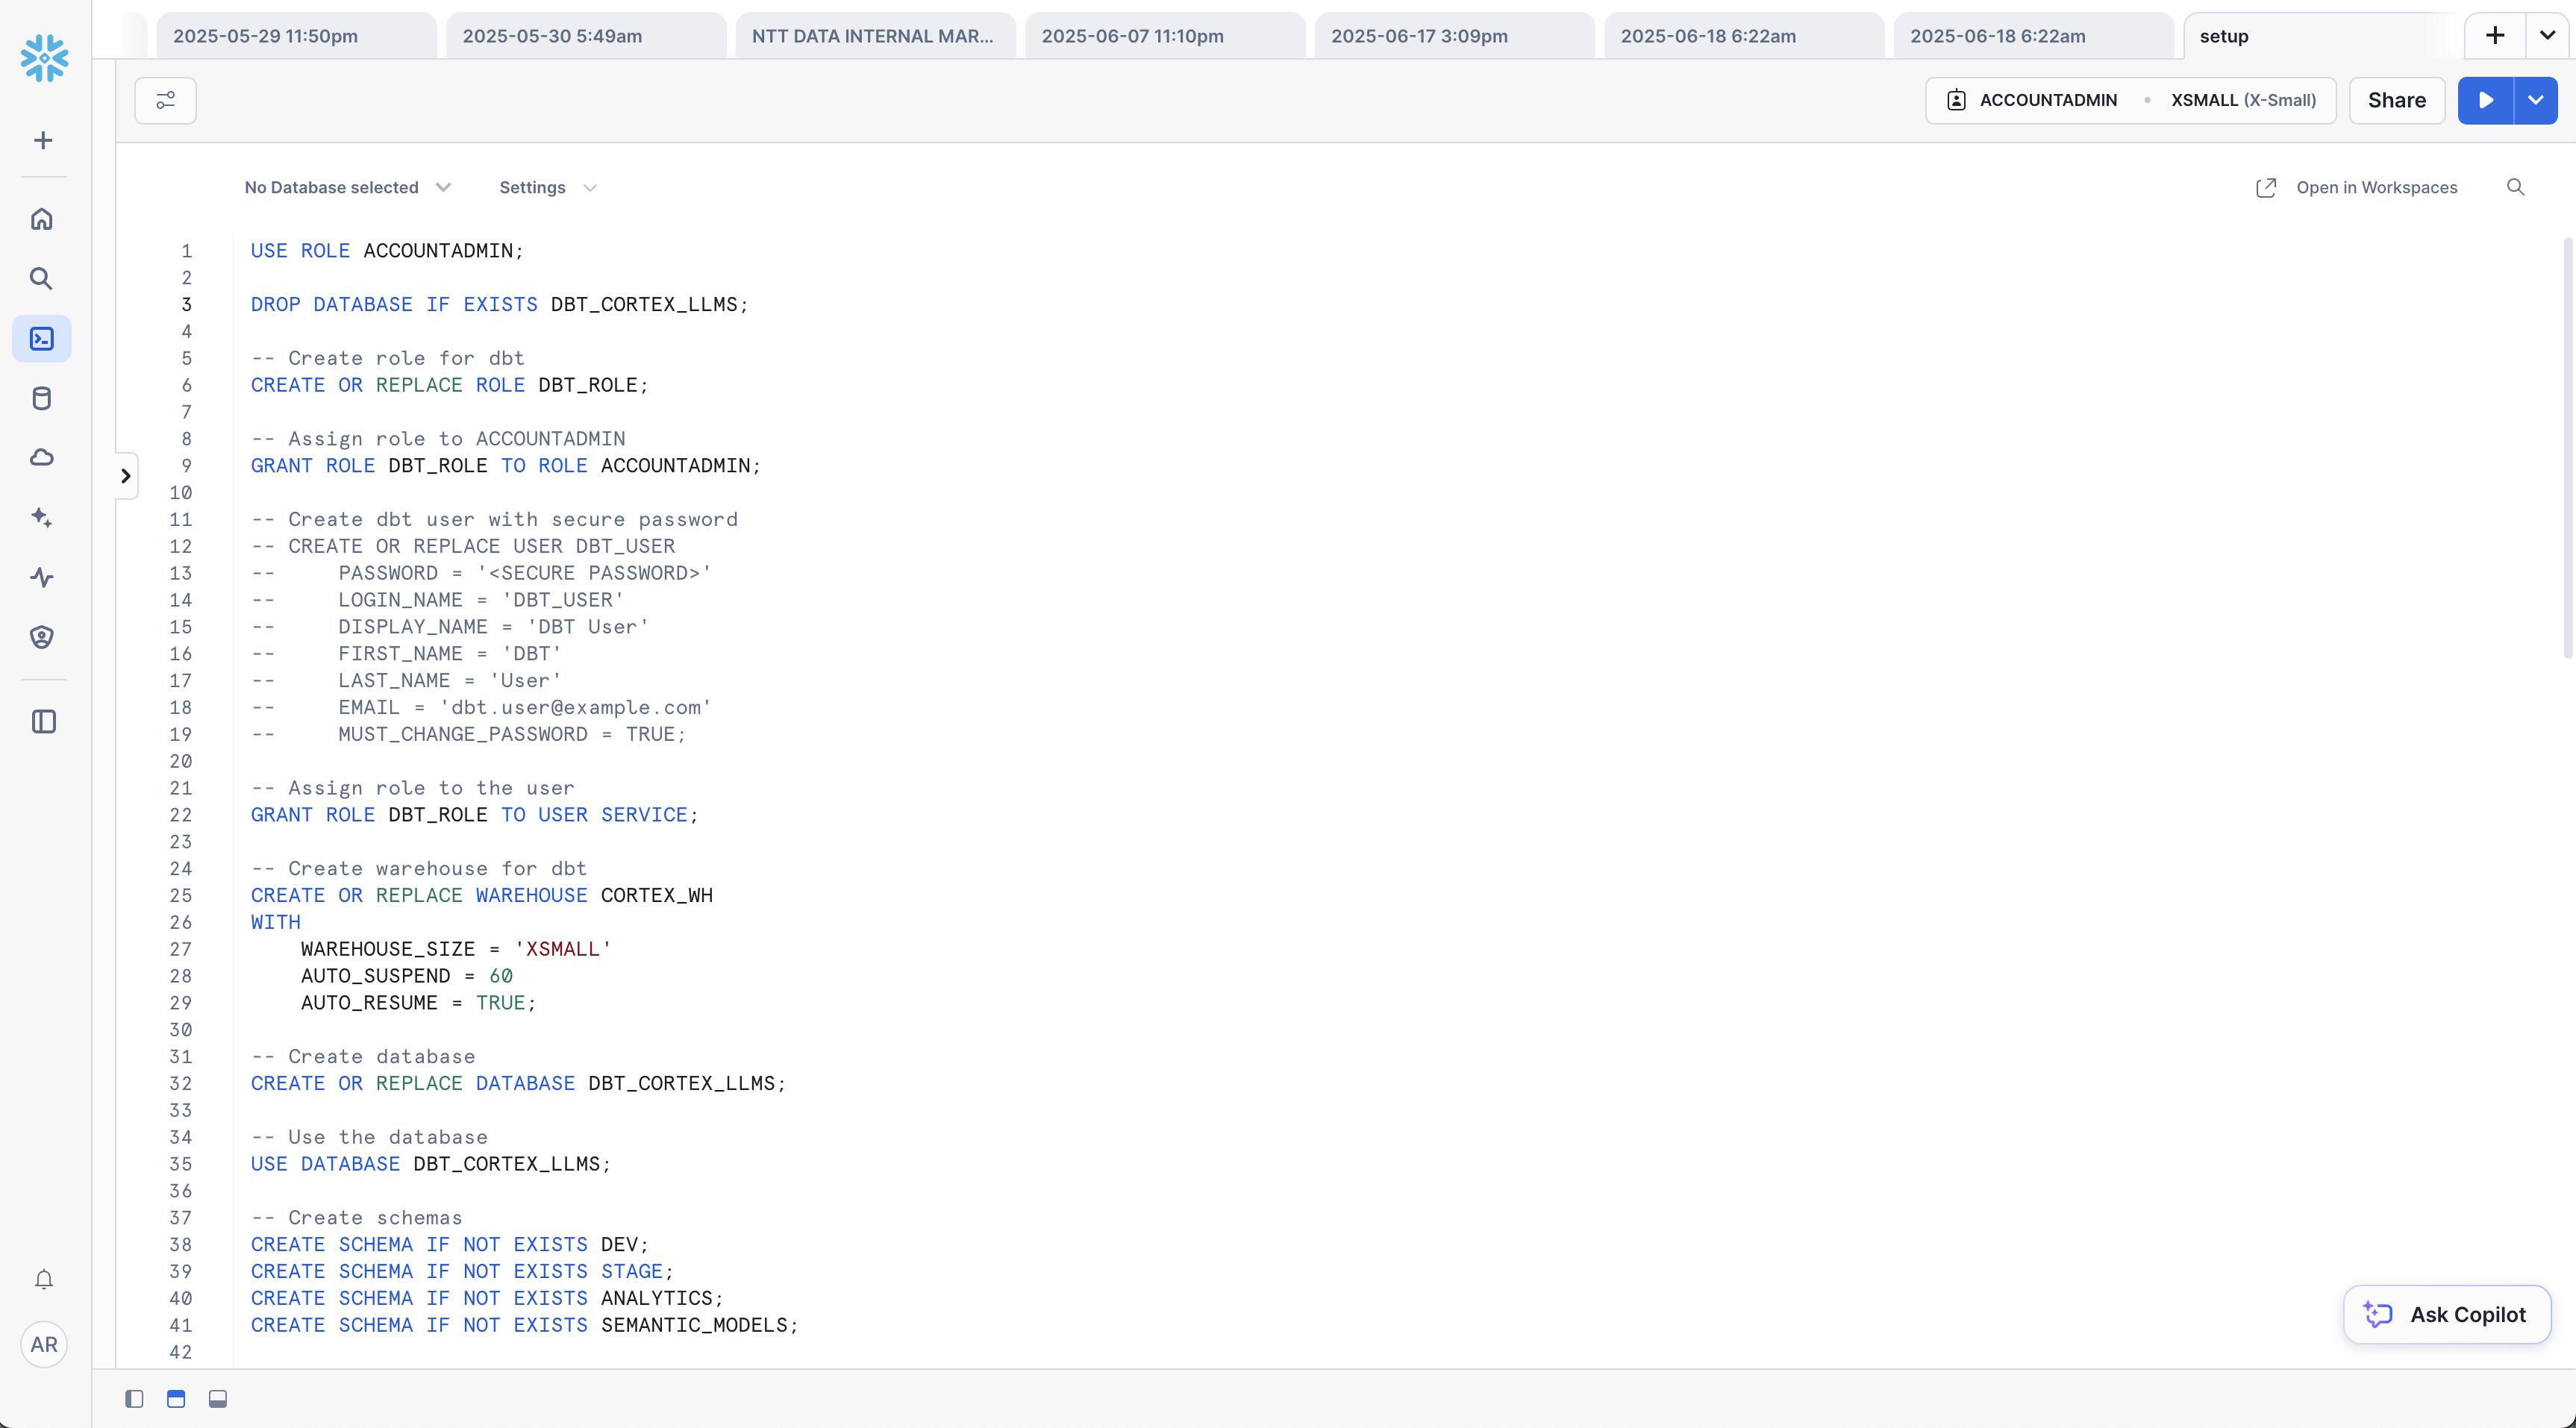 2025-05-29 11:50pm
2025-05-30 5:49am
NTT DATA INTERNAL MAR...
2025-06-07 11:10pm
2025-06-17 3:09pm
2025-06-18 6:22am
2025-06-18 6:22am
setup
ACCOUNTADMIN • XSMALL (X-Small)
Share
No Database selected
Settings
Open in Workspaces
1 USE ROLE ACCOUNTADMIN;
2
3 DROP DATABASE IF EXISTS DBT_CORTEX_LLMS;
4
5 -- Create role for dbt
6 CREATE OR REPLACE ROLE DBT_ROLE;
7
8 -- Assign role to ACCOUNTADMIN
9 GRANT ROLE DBT_ROLE TO ROLE ACCOUNTADMIN;
10
11 -- Create dbt user with secure password
12 -- CREATE OR REPLACE USER DBT_USER
13 --     PASSWORD = '<SECURE PASSWORD>'
14 --     LOGIN_NAME = 'DBT_USER'
15 --     DISPLAY_NAME = 'DBT User'
16 --     FIRST_NAME = 'DBT'
17 --     LAST_NAME = 'User'
18 --     EMAIL = 'dbt.user@example.com'
19 --     MUST_CHANGE_PASSWORD = TRUE;
20
21 -- Assign role to the user
22 GRANT ROLE DBT_ROLE TO USER SERVICE;
23
24 -- Create warehouse for dbt
25 CREATE OR REPLACE WAREHOUSE CORTEX_WH
26 WITH
27     WAREHOUSE_SIZE = 'XSMALL'
28     AUTO_SUSPEND = 60
29     AUTO_RESUME = TRUE;
30
31 -- Create database
32 CREATE OR REPLACE DATABASE DBT_CORTEX_LLMS;
33
34 -- Use the database
35 USE DATABASE DBT_CORTEX_LLMS;
36
37 -- Create schemas
38 CREATE SCHEMA IF NOT EXISTS DEV;
39 CREATE SCHEMA IF NOT EXISTS STAGE;
40 CREATE SCHEMA IF NOT EXISTS ANALYTICS;
41 CREATE SCHEMA IF NOT EXISTS SEMANTIC_MODELS;
42
Ask Copilot
AR